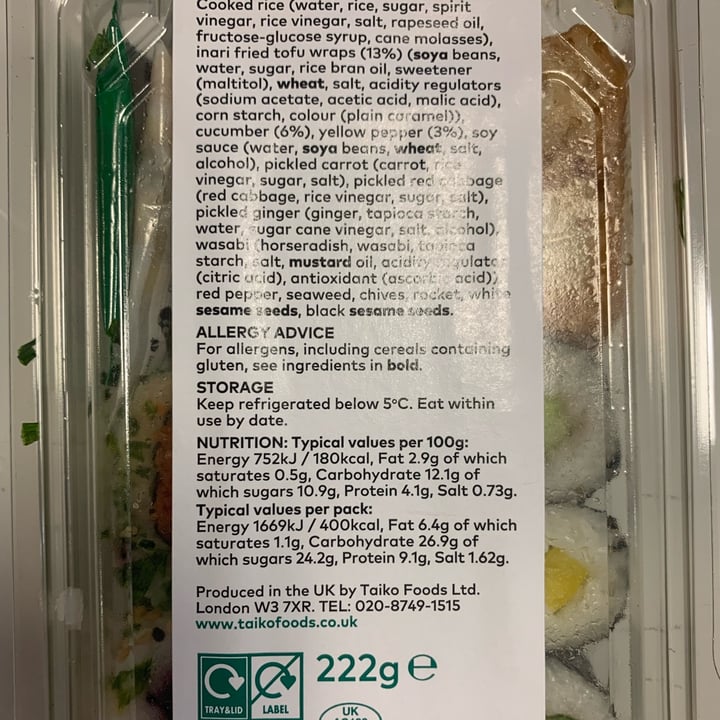 Cooked rice (water, rice, sugar, spirit
vinegar, rice vinegar, salt, rapeseed oil,
fructose-glucose syrup, cane molasses),
inari fried tofu wraps (13%) (soya beans,
water, sugar, rice bran oil, sweetener
(maltitol), wheat, salt, acidity regulators
(sodium acetate, acetic acid, malic acid),
corn starch, colour (plain caramel)),
cucumber (6%), yellow pepper (3%), soy
sauce (water, soya beans, wheat, salt,
alcohol), pickled carrot (carrot, rice
vinegar, sugar, salt), pickled red cabbage
(red cabbage, rice vinegar, sugar, salt),
pickled ginger (ginger, tapioca starch,
water, sugar cane vinegar, salt, alcohol),
wasabi (horseradish, wasabi, tapioca
starch, salt, mustard oil, acidity regulator
(citric acid), antioxidant (ascorbic acid)),
red pepper, seaweed, chives, rocket, white
sesame seeds, black sesame seeds.
ALLERGY ADVICE
For allergens, including cereals containing
gluten, see ingredients in bold.
STORAGE
Keep refrigerated below 5°C. Eat within
use by date.
NUTRITION: Typical values per 100g:
Energy 752kJ / 180kcal, Fat 2.9g of which
saturates 0.5g, Carbohydrate 12.1g of
which sugars 10.9g, Protein 4.1g, Salt 0.73g.
Typical values per pack:
Energy 1669kJ / 400kcal, Fat 6.4g of which
saturates 1.1g, Carbohydrate 26.9g of
which sugars 24.2g, Protein 9.1g, Salt 1.62g.
Produced in the UK by Taiko Foods Ltd.
London W3 7XR. TEL: 020-8749-1515
www.taikofoods.co.uk
222g e
TRAY&LID LABEL
UK